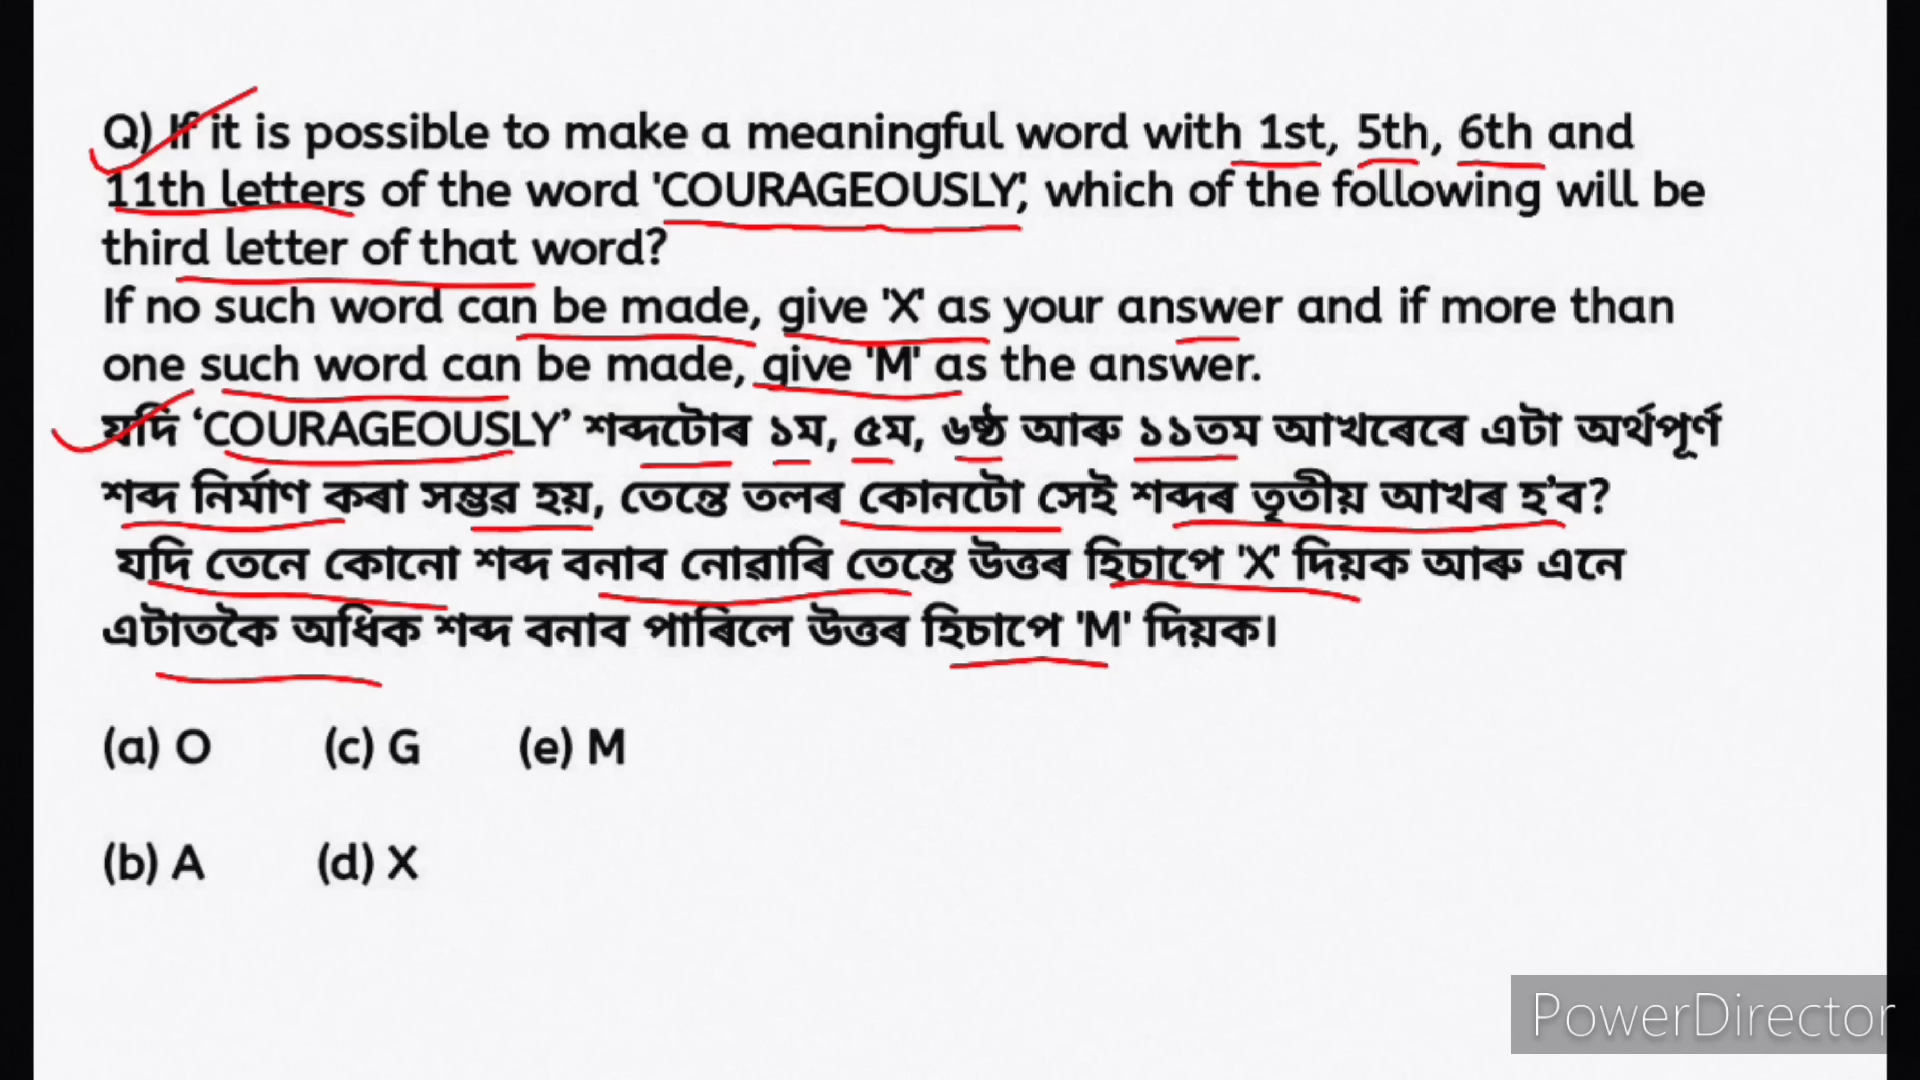 Q) If it is possible to make a meaningful word with 1st, 5th, 6th and
11th letters of the word 'COURAGEOUSLY', which of the following will be
third letter of that word?
If no such word can be made, give 'X' as your answer and if more than
one such word can be made, give 'M' as the answer.
যদি ‘COURAGEOUSLY’ শব্দটোৰ ১ম, ৫ম, ৬ষ্ঠ আৰু ১১তম আখৰেৰে এটা অৰ্থপূৰ্ণ
শব্দ নিৰ্মাণ কৰা সম্ভৱ হয়, তেন্তে তলৰ কোনটো সেই শব্দৰ তৃতীয় আখৰ হ’ব?
যদি তেনে কোনো শব্দ বনাব নোৱাৰি তেন্তে উত্তৰ হিচাপে 'X' দিয়ক আৰু এনে
এটাতকৈ অধিক শব্দ বনাব পাৰিলে উত্তৰ হিচাপে 'M' দিয়ক।
(a) O (c) G (e) M
(b) A (d) X
PowerDirector